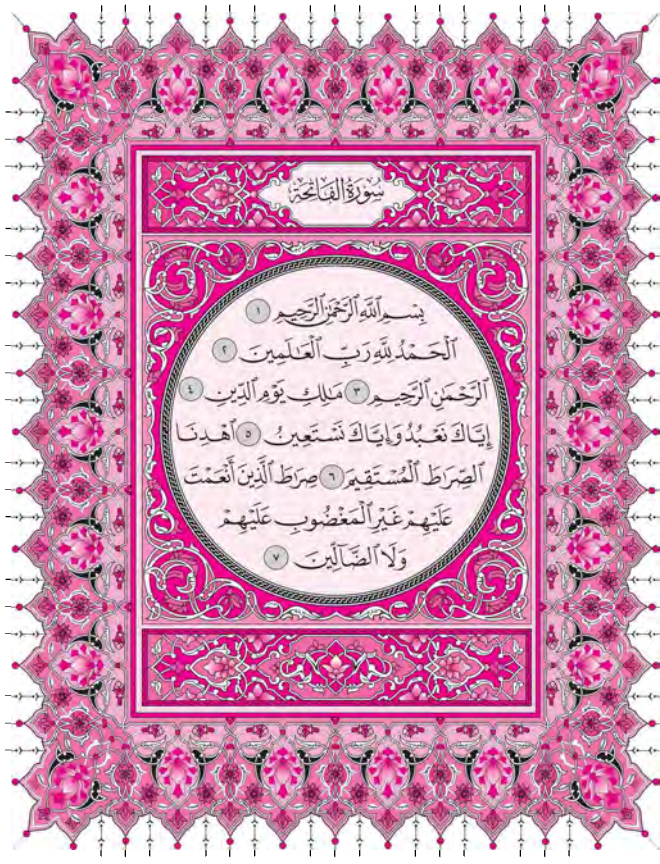 سُورَةُ الْفَاتِحَةِ
بِسْمِ ٱللَّهِ ٱلرَّحْمَٰنِ ٱلرَّحِيمِ ١
ٱلْحَمْدُ لِلَّهِ رَبِّ ٱلْعَٰلَمِينَ ٢
ٱلرَّحْمَٰنِ ٱلرَّحِيمِ ٣ مَٰلِكِ يَوْمِ ٱلدِّينِ ٤
إِيَّاكَ نَعْبُدُ وَإِيَّاكَ نَسْتَعِينُ ٥ ٱهْدِنَا
ٱلصِّرَٰطَ ٱلْمُسْتَقِيمَ ٦ صِرَٰطَ ٱلَّذِينَ أَنْعَمْتَ
عَلَيْهِمْ غَيْرِ ٱلْمَغْضُوبِ عَلَيْهِمْ
وَلَا ٱلضَّآلِّينَ ٧